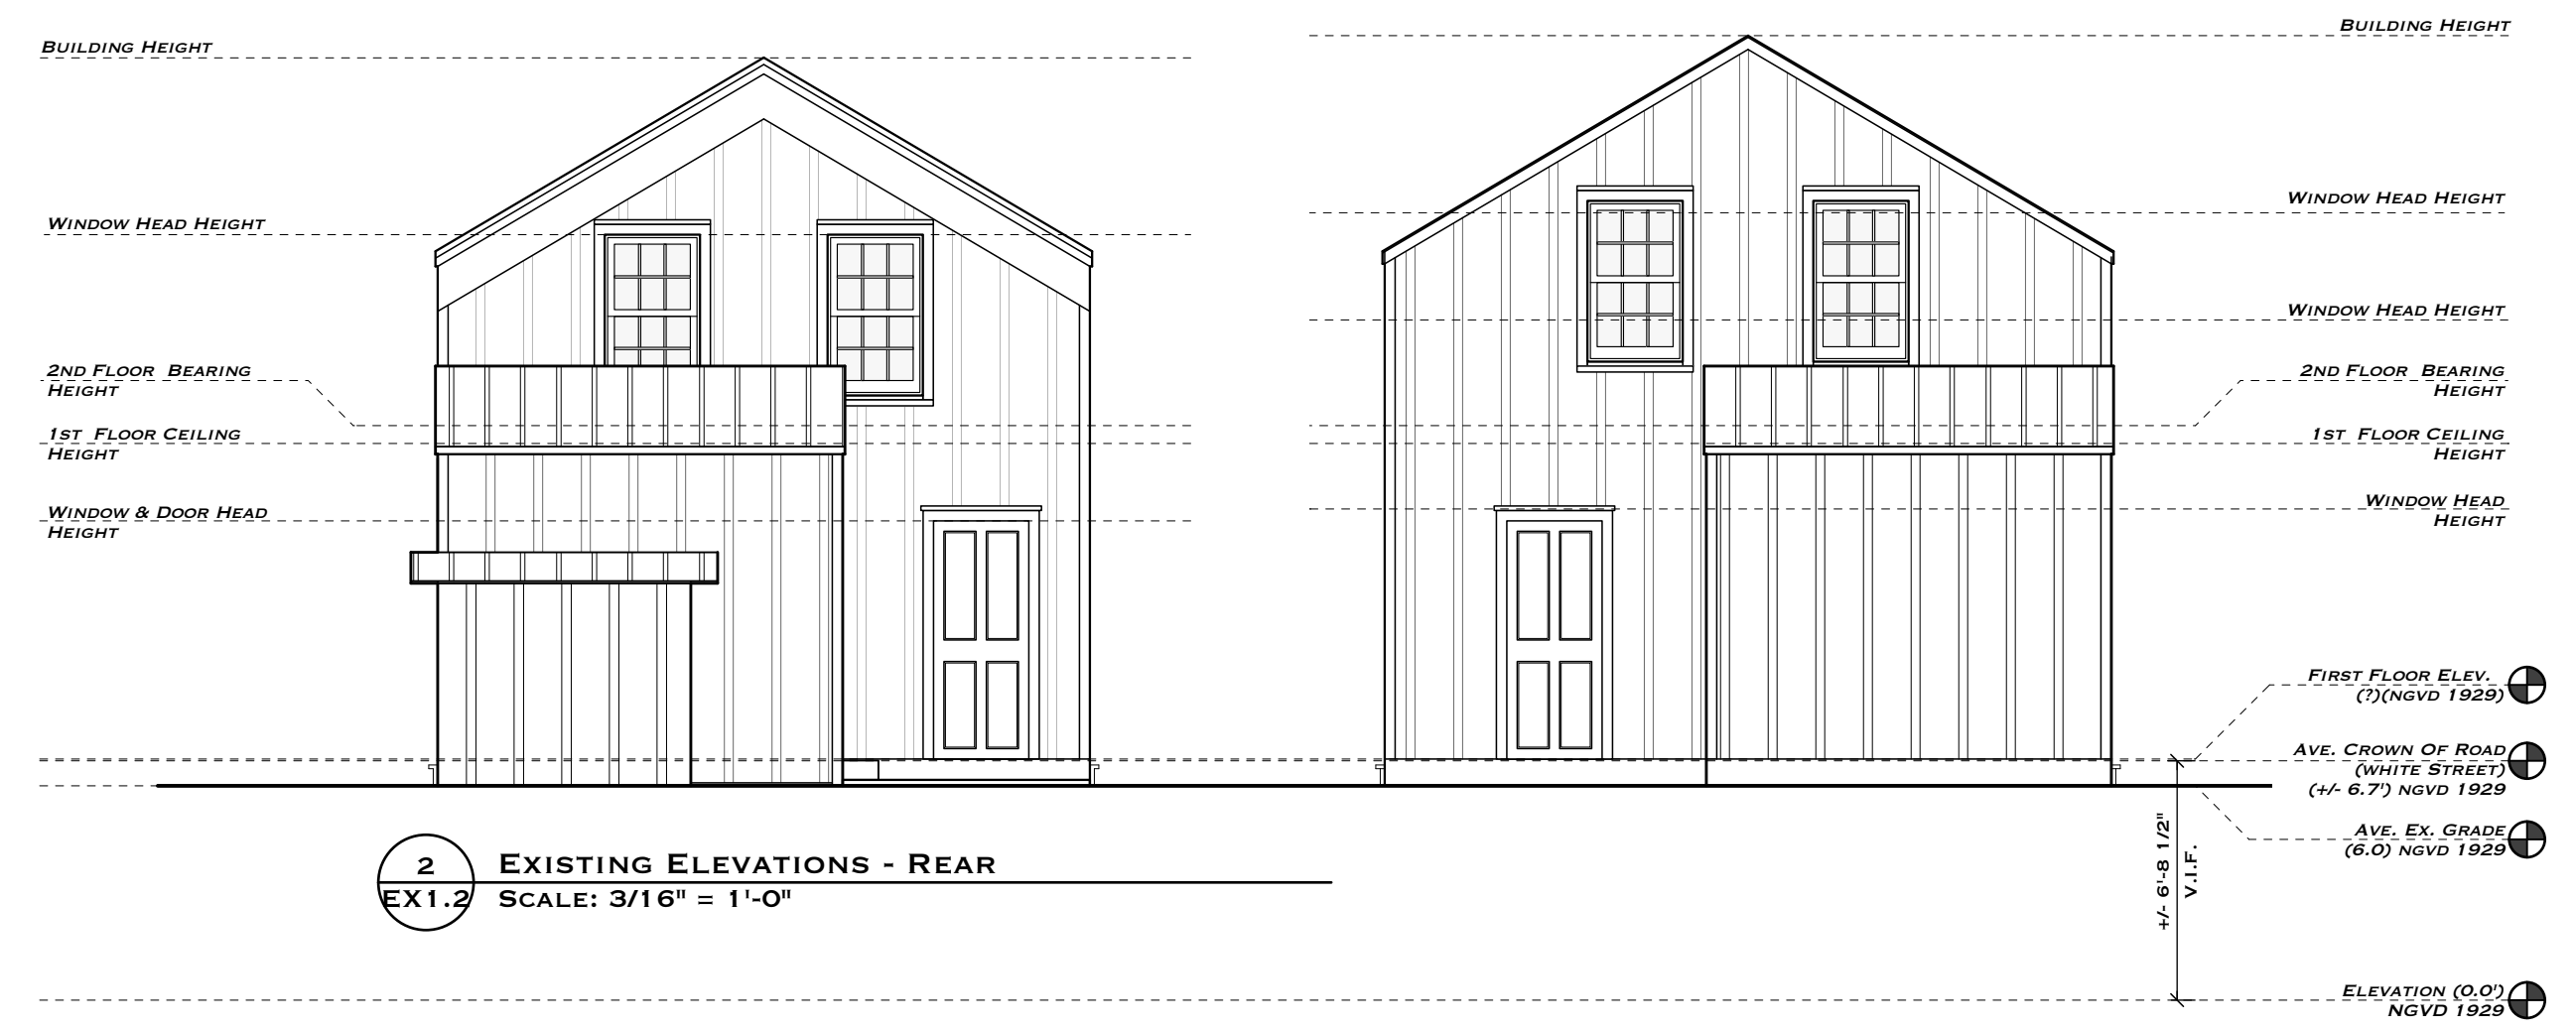 BUILDING HEIGHT
WINDOW HEAD HEIGHT
2ND FLOOR BEARING
HEIGHT
1ST FLOOR CEILING
HEIGHT
WINDOW & DOOR HEAD
HEIGHT
BUILDING HEIGHT
WINDOW HEAD HEIGHT
WINDOW HEAD HEIGHT
2ND FLOOR BEARING
HEIGHT
1ST FLOOR CEILING
HEIGHT
WINDOW HEAD
HEIGHT
FIRST FLOOR ELEV.
(?)(NGVD 1929)
AVE. CROWN OF ROAD
(WHITE STREET)
(+/- 6.7') NGVD 1929
AVE. EX. GRADE
(6.0) NGVD 1929
+/- 6'-8 1/2"
V.I.F.
ELEVATION (0.0')
NGVD 1929
2
EX1.2
EXISTING ELEVATIONS - REAR
SCALE: 3/16" = 1'-0"